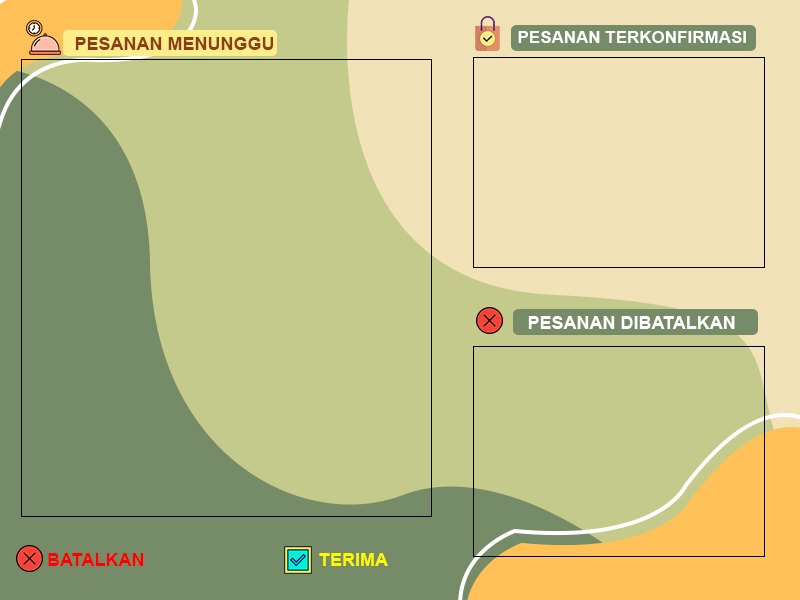 PESANAN MENUNGGU
PESANAN TERKONFIRMASI
PESANAN DIBATALKAN
BATALKAN
TERIMA